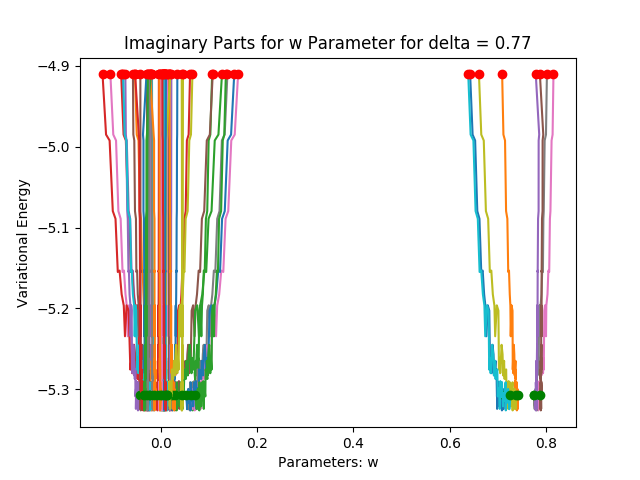 Imaginary Parts for w Parameter for delta = 0.77
Variational Energy
−4.9
−5.0
−5.1
−5.2
−5.3
0.0 0.2 0.4 0.6 0.8
Parameters: w